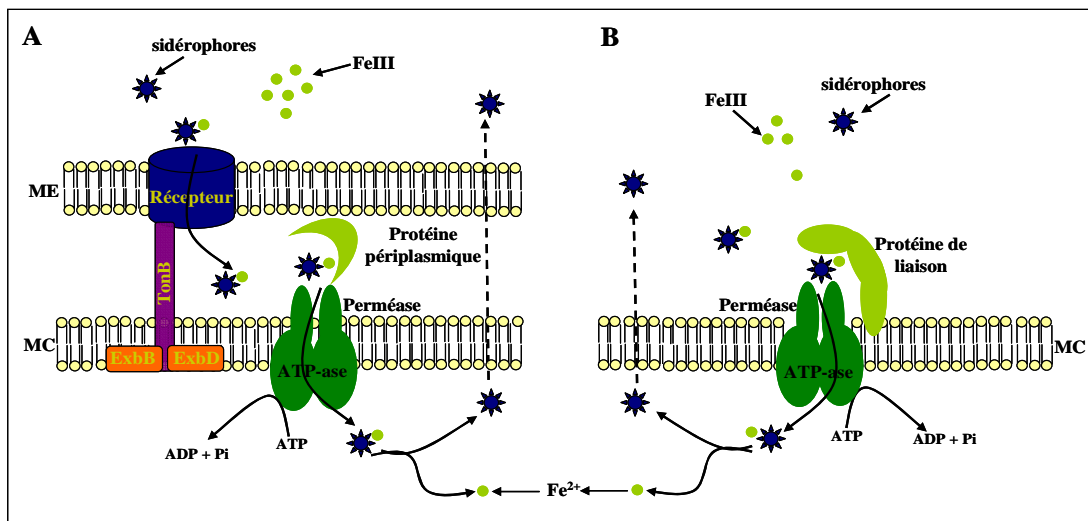 A
sidérophores
FeIII
ME
Récepteur
Protéine
périplasmique
TonB
Perméase
MC
ExbB
ExbD
ATP-ase
ADP + Pi
ATP
B
sidérophores
FeIII
Protéine de
liaison
Perméase
MC
ATP-ase
ATP
ADP + Pi
Fe2+